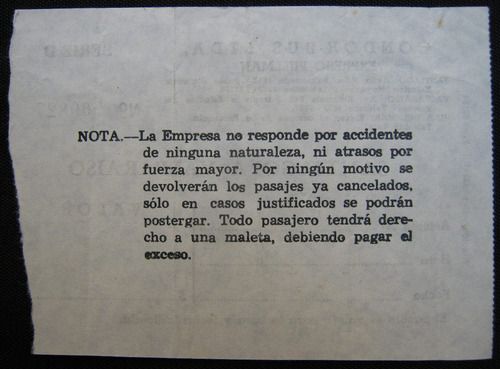 NOTA.—La Empresa no responde por accidentes
de ninguna naturaleza, ni atrasos por
fuerza mayor. Por ningún motivo se
devolverán los pasajes ya cancelados,
sólo en casos justificados se podrán
postergar. Todo pasajero tendrá dere-
cho a una maleta, debiendo pagar el
exceso.